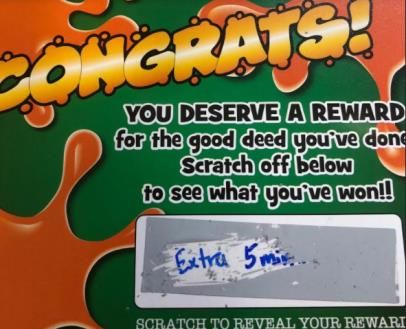 CONGRATS!
YOU DESERVE A REWARD
for the good deed you've done
Scratch off below
to see what you've won!!
Extra 5 min
SCRATCH TO REVEAL YOUR REWARD